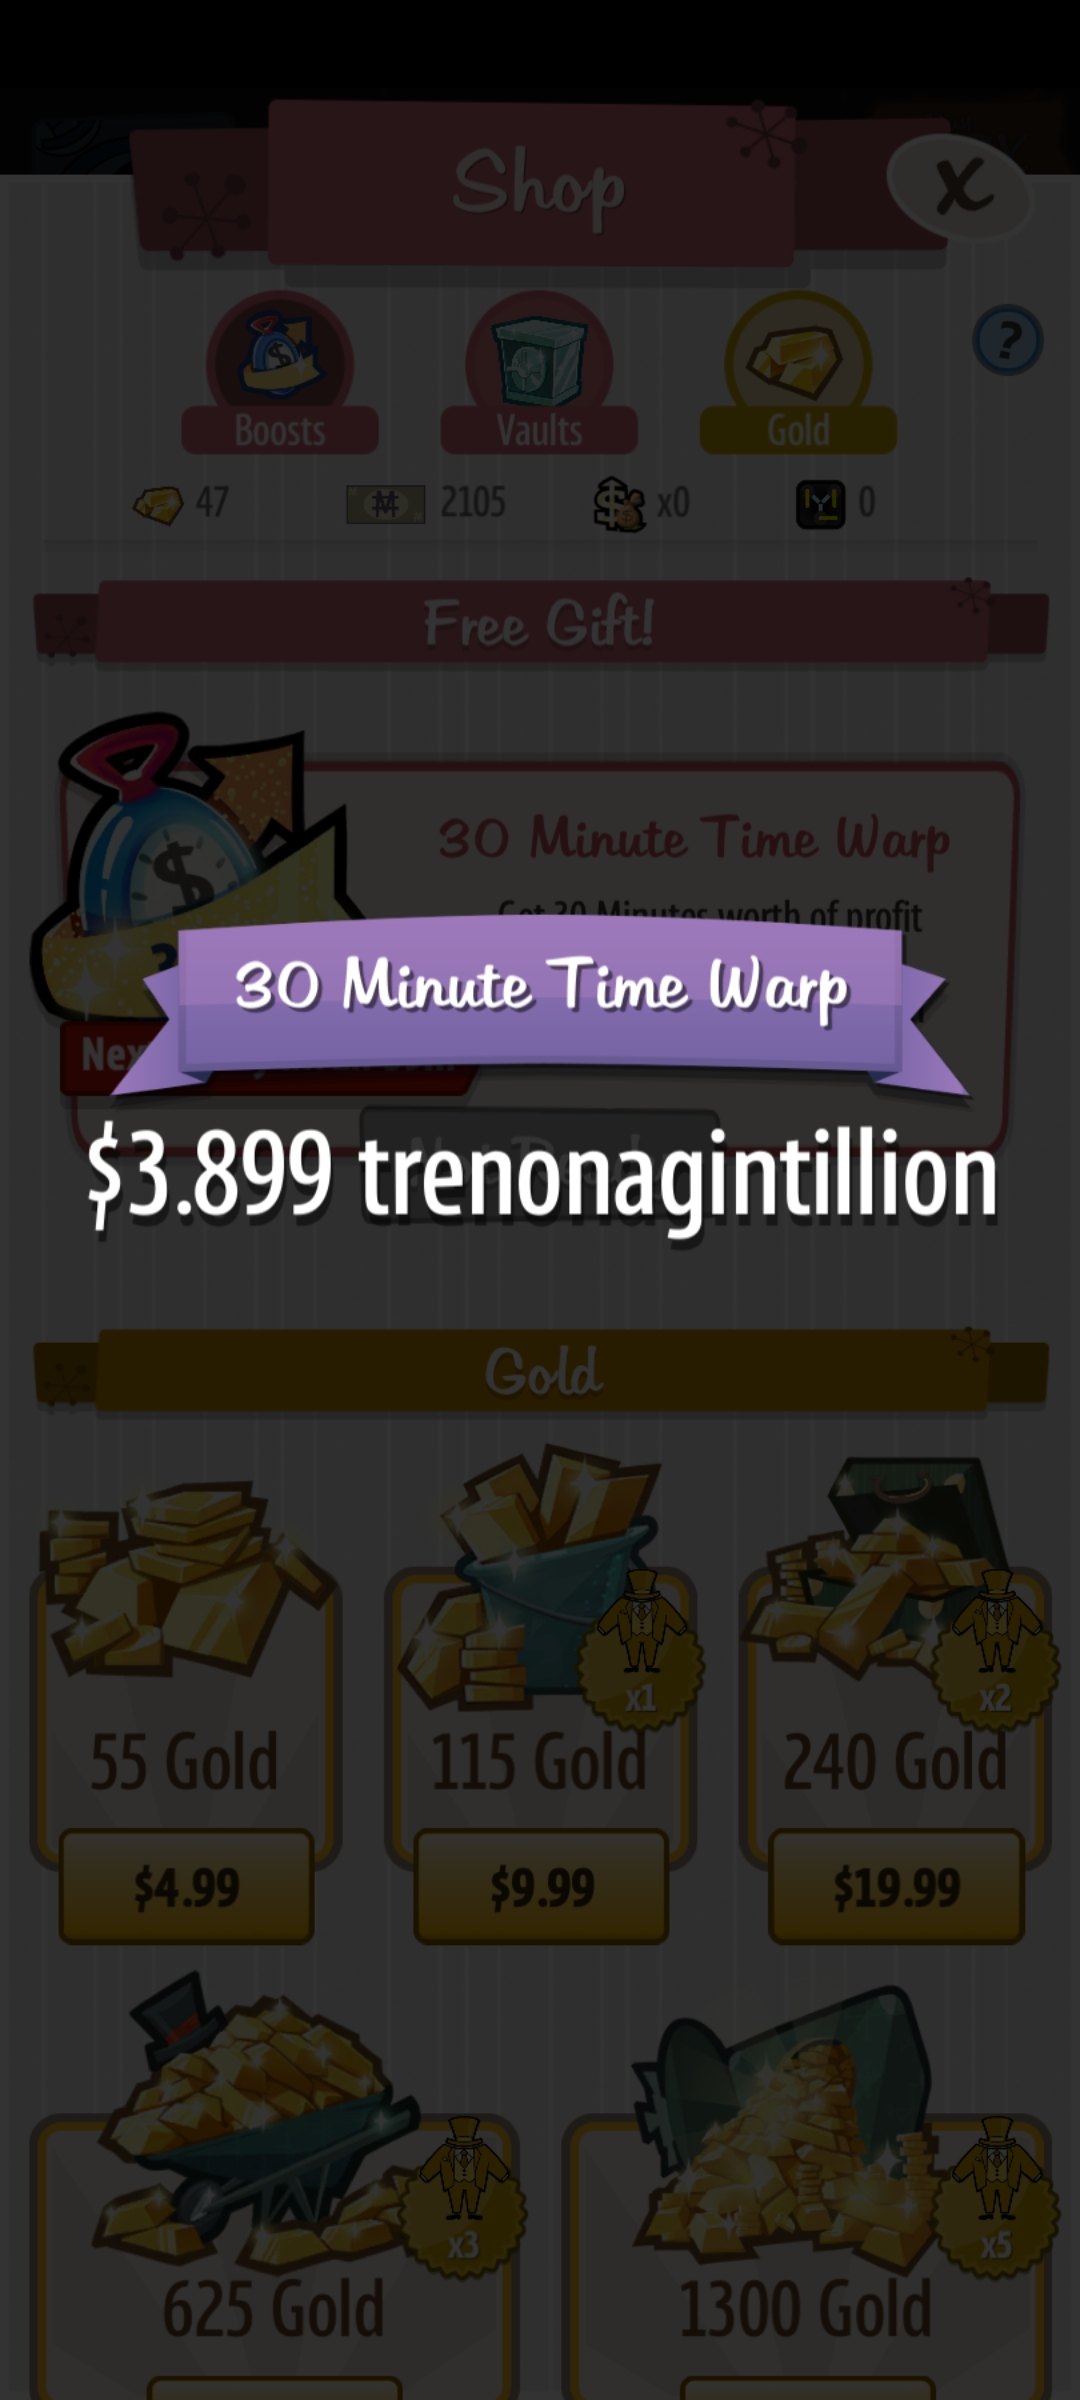 Shop
X
?
Boosts
Vaults
Gold
47
2105
x0
0
Free Gift!
30 Minute Time Warp
Get 30 Minutes worth of profit
30 Minute Time Warp
$3.899 trenonagintillion
Gold
x1
x2
55 Gold
115 Gold
240 Gold
$4.99
$9.99
$19.99
x3
x5
625 Gold
1300 Gold